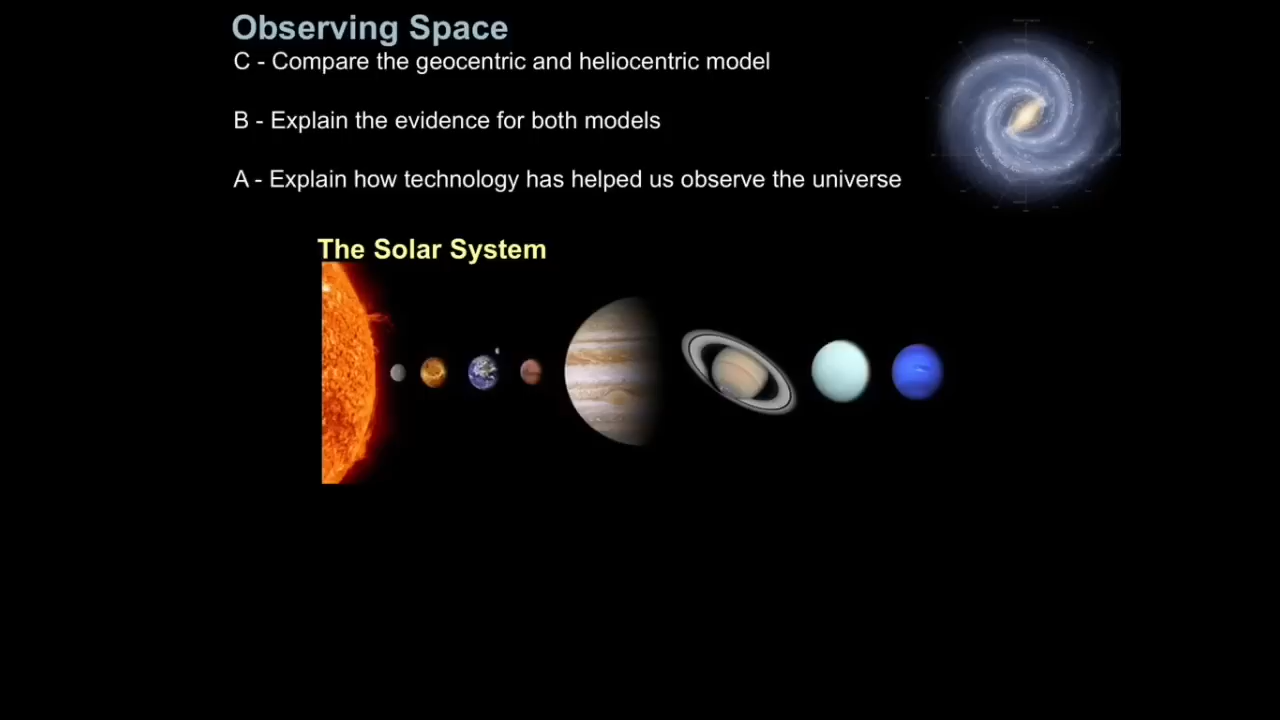 Observing Space
C - Compare the geocentric and heliocentric model
B - Explain the evidence for both models
A - Explain how technology has helped us observe the universe
The Solar System